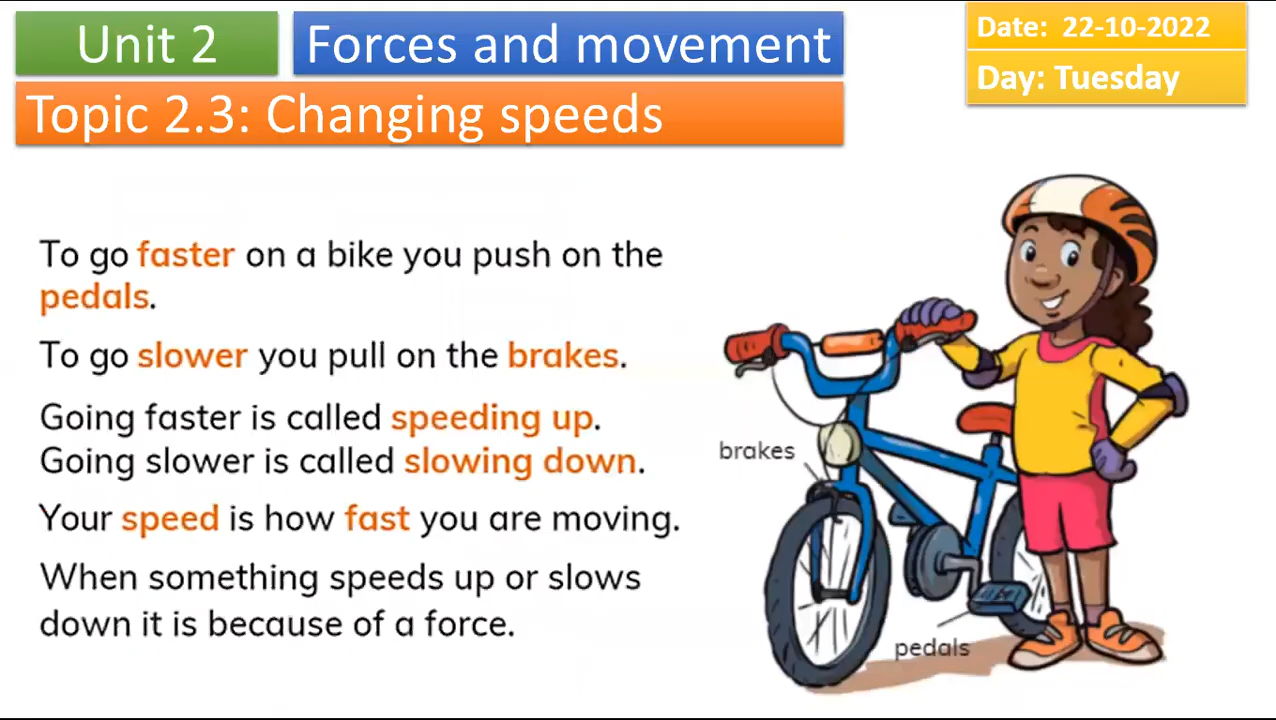 Unit 2
Forces and movement
Date: 22-10-2022
Day: Tuesday
Topic 2.3: Changing speeds
To go faster on a bike you push on the
pedals.
To go slower you pull on the brakes.
Going faster is called speeding up.
Going slower is called slowing down.
Your speed is how fast you are moving.
When something speeds up or slows
down it is because of a force.
brakes
pedals